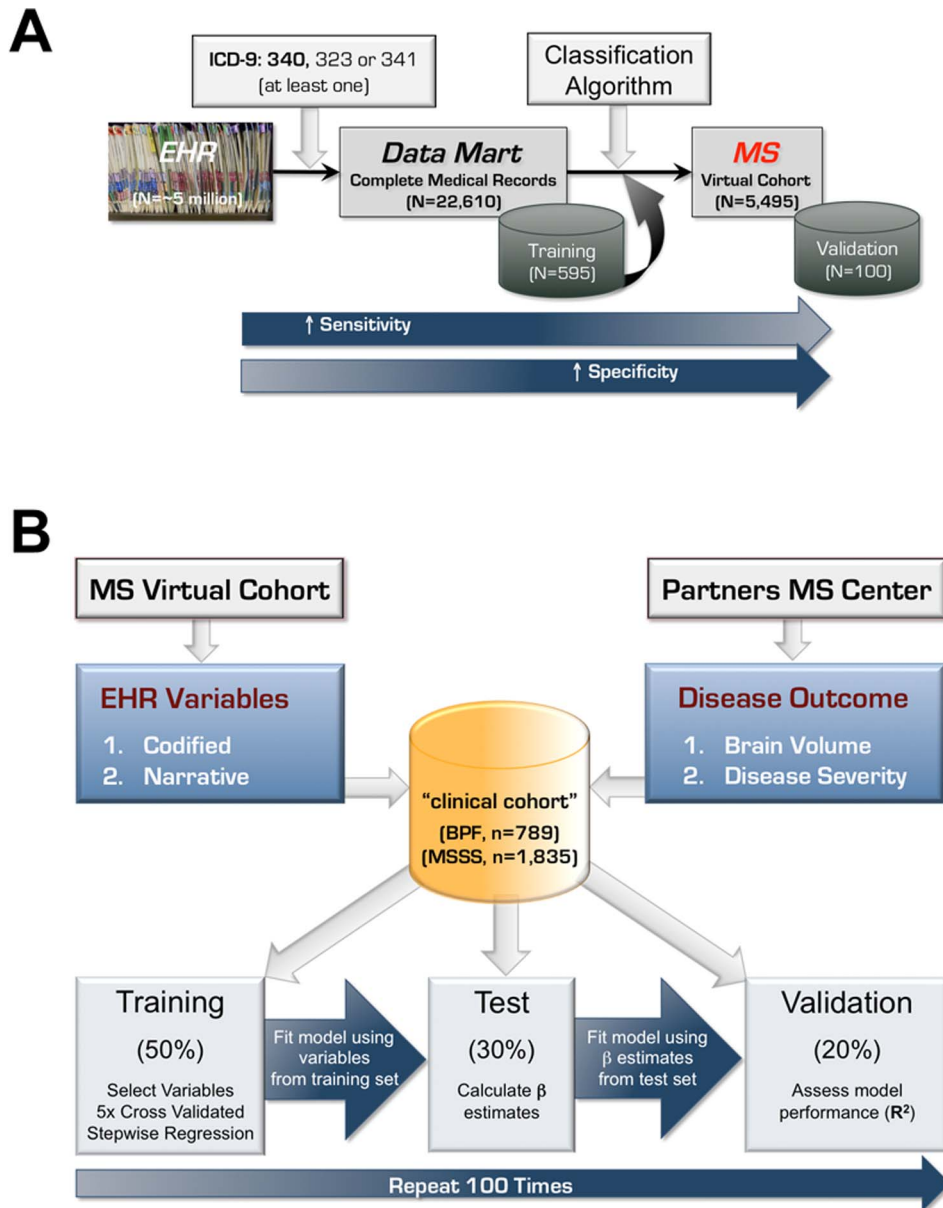 A
ICD-9: 340, 323 or 341
(at least one)
Classification
Algorithm
EHR
(N=~5 million)
Data Mart
Complete Medical Records
(N=22,610)
MS
Virtual Cohort
(N=5,495)
Training
(N=595)
Validation
(N=100)
↑ Sensitivity
↑ Specificity
B
MS Virtual Cohort
Partners MS Center
EHR Variables
1. Codified
2. Narrative
Disease Outcome
1. Brain Volume
2. Disease Severity
“clinical cohort”
(BPF, n=789)
(MSSS, n=1,835)
Training
(50%)
Select Variables
5x Cross Validated
Stepwise Regression
Fit model using
variables
from training set
Test
(30%)
Calculate β
estimates
Fit model using
β estimates
from test set
Validation
(20%)
Assess model
performance (R²)
Repeat 100 Times